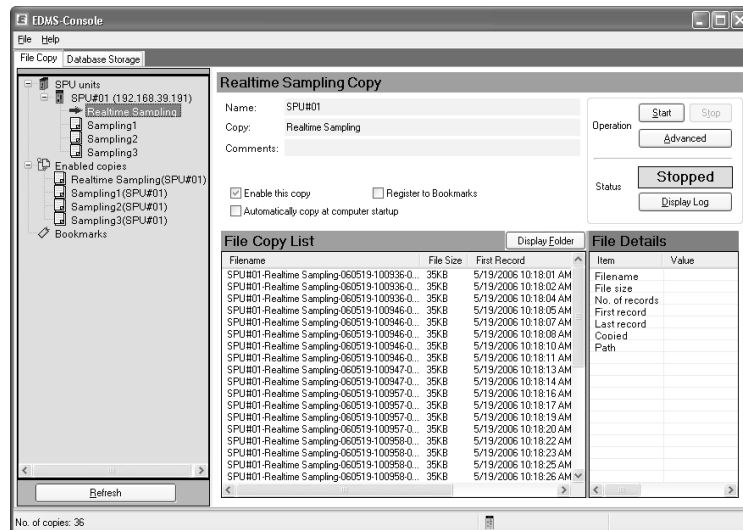 EDMS-Console
File Help
File Copy Database Storage
SPU units
SPU#01 (192.168.39.191)
Realtime Sampling
Sampling1
Sampling2
Sampling3
Enabled copies
Realtime Sampling(SPU#01)
Sampling1(SPU#01)
Sampling2(SPU#01)
Sampling3(SPU#01)
Bookmarks
Refresh
Realtime Sampling Copy
Name: SPU#01
Copy: Realtime Sampling
Comments:
Enable this copy Register to Bookmarks
Automatically copy at computer startup
Operation Start Stop
Advanced
Status Stopped
Display Log
File Copy List Display Folder
Filename File Size First Record
SPU#01-Realtime Sampling-060519-100936-0... 35KB 5/19/2006 10:18:01 AM
SPU#01-Realtime Sampling-060519-100936-0... 35KB 5/19/2006 10:18:02 AM
SPU#01-Realtime Sampling-060519-100936-0... 35KB 5/19/2006 10:18:04 AM
SPU#01-Realtime Sampling-060519-100946-0... 35KB 5/19/2006 10:18:05 AM
SPU#01-Realtime Sampling-060519-100946-0... 35KB 5/19/2006 10:18:07 AM
SPU#01-Realtime Sampling-060519-100946-0... 35KB 5/19/2006 10:18:08 AM
SPU#01-Realtime Sampling-060519-100946-0... 35KB 5/19/2006 10:18:10 AM
SPU#01-Realtime Sampling-060519-100946-0... 35KB 5/19/2006 10:18:11 AM
SPU#01-Realtime Sampling-060519-100947-0... 35KB 5/19/2006 10:18:13 AM
SPU#01-Realtime Sampling-060519-100947-0... 35KB 5/19/2006 10:18:14 AM
SPU#01-Realtime Sampling-060519-100957-0... 35KB 5/19/2006 10:18:16 AM
SPU#01-Realtime Sampling-060519-100957-0... 35KB 5/19/2006 10:18:17 AM
SPU#01-Realtime Sampling-060519-100957-0... 35KB 5/19/2006 10:18:19 AM
SPU#01-Realtime Sampling-060519-100957-0... 35KB 5/19/2006 10:18:20 AM
SPU#01-Realtime Sampling-060519-100958-0... 35KB 5/19/2006 10:18:22 AM
SPU#01-Realtime Sampling-060519-100958-0... 35KB 5/19/2006 10:18:23 AM
SPU#01-Realtime Sampling-060519-100958-0... 35KB 5/19/2006 10:18:25 AM
SPU#01-Realtime Sampling-060519-100958-0... 35KB 5/19/2006 10:18:26 AM
File Details
Item Value
Filename
File size
No. of records
First record
Last record
Copied
Path
No. of copies: 36